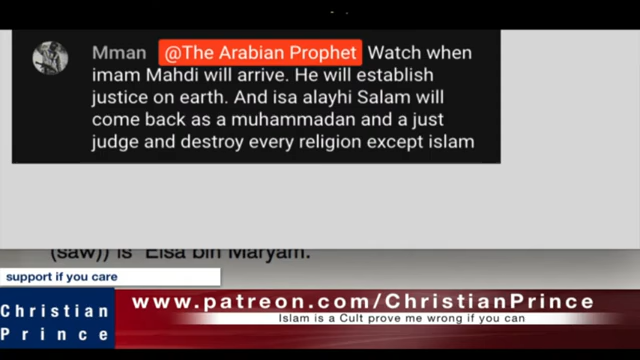 Mman @The Arabian Prophet Watch when
imam Mahdi will arrive. He will establish
justice on earth. And isa alayhi Salam will
come back as a muhammadan and a just
judge and destroy every religion except islam
(saw)) is "Eisa bin Maryam."
support if you care
Christian
Prince
www.patreon.com/ChristianPrince
Islam is a Cult prove me wrong if you can